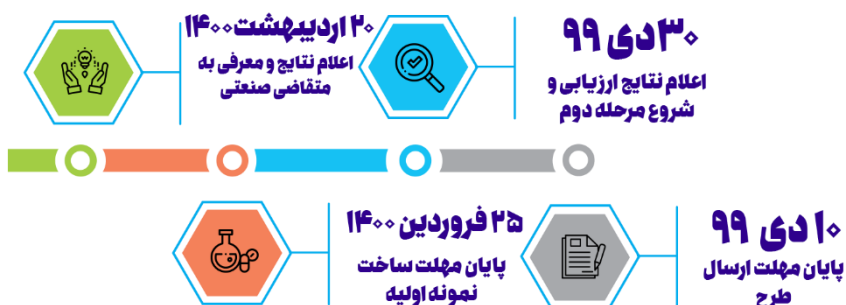 ۳۰ دی ۹۹
اعلام نتایج ارزیابی و
شروع مرحله دوم
۲۰ اردیبهشت ۱۴۰۰
اعلام نتایج و معرفی به
متقاضی صنعتی
۱۰ دی ۹۹
پایان مهلت ارسال
طرح
۲۵ فروردین ۱۴۰۰
پایان مهلت ساخت
نمونه اولیه